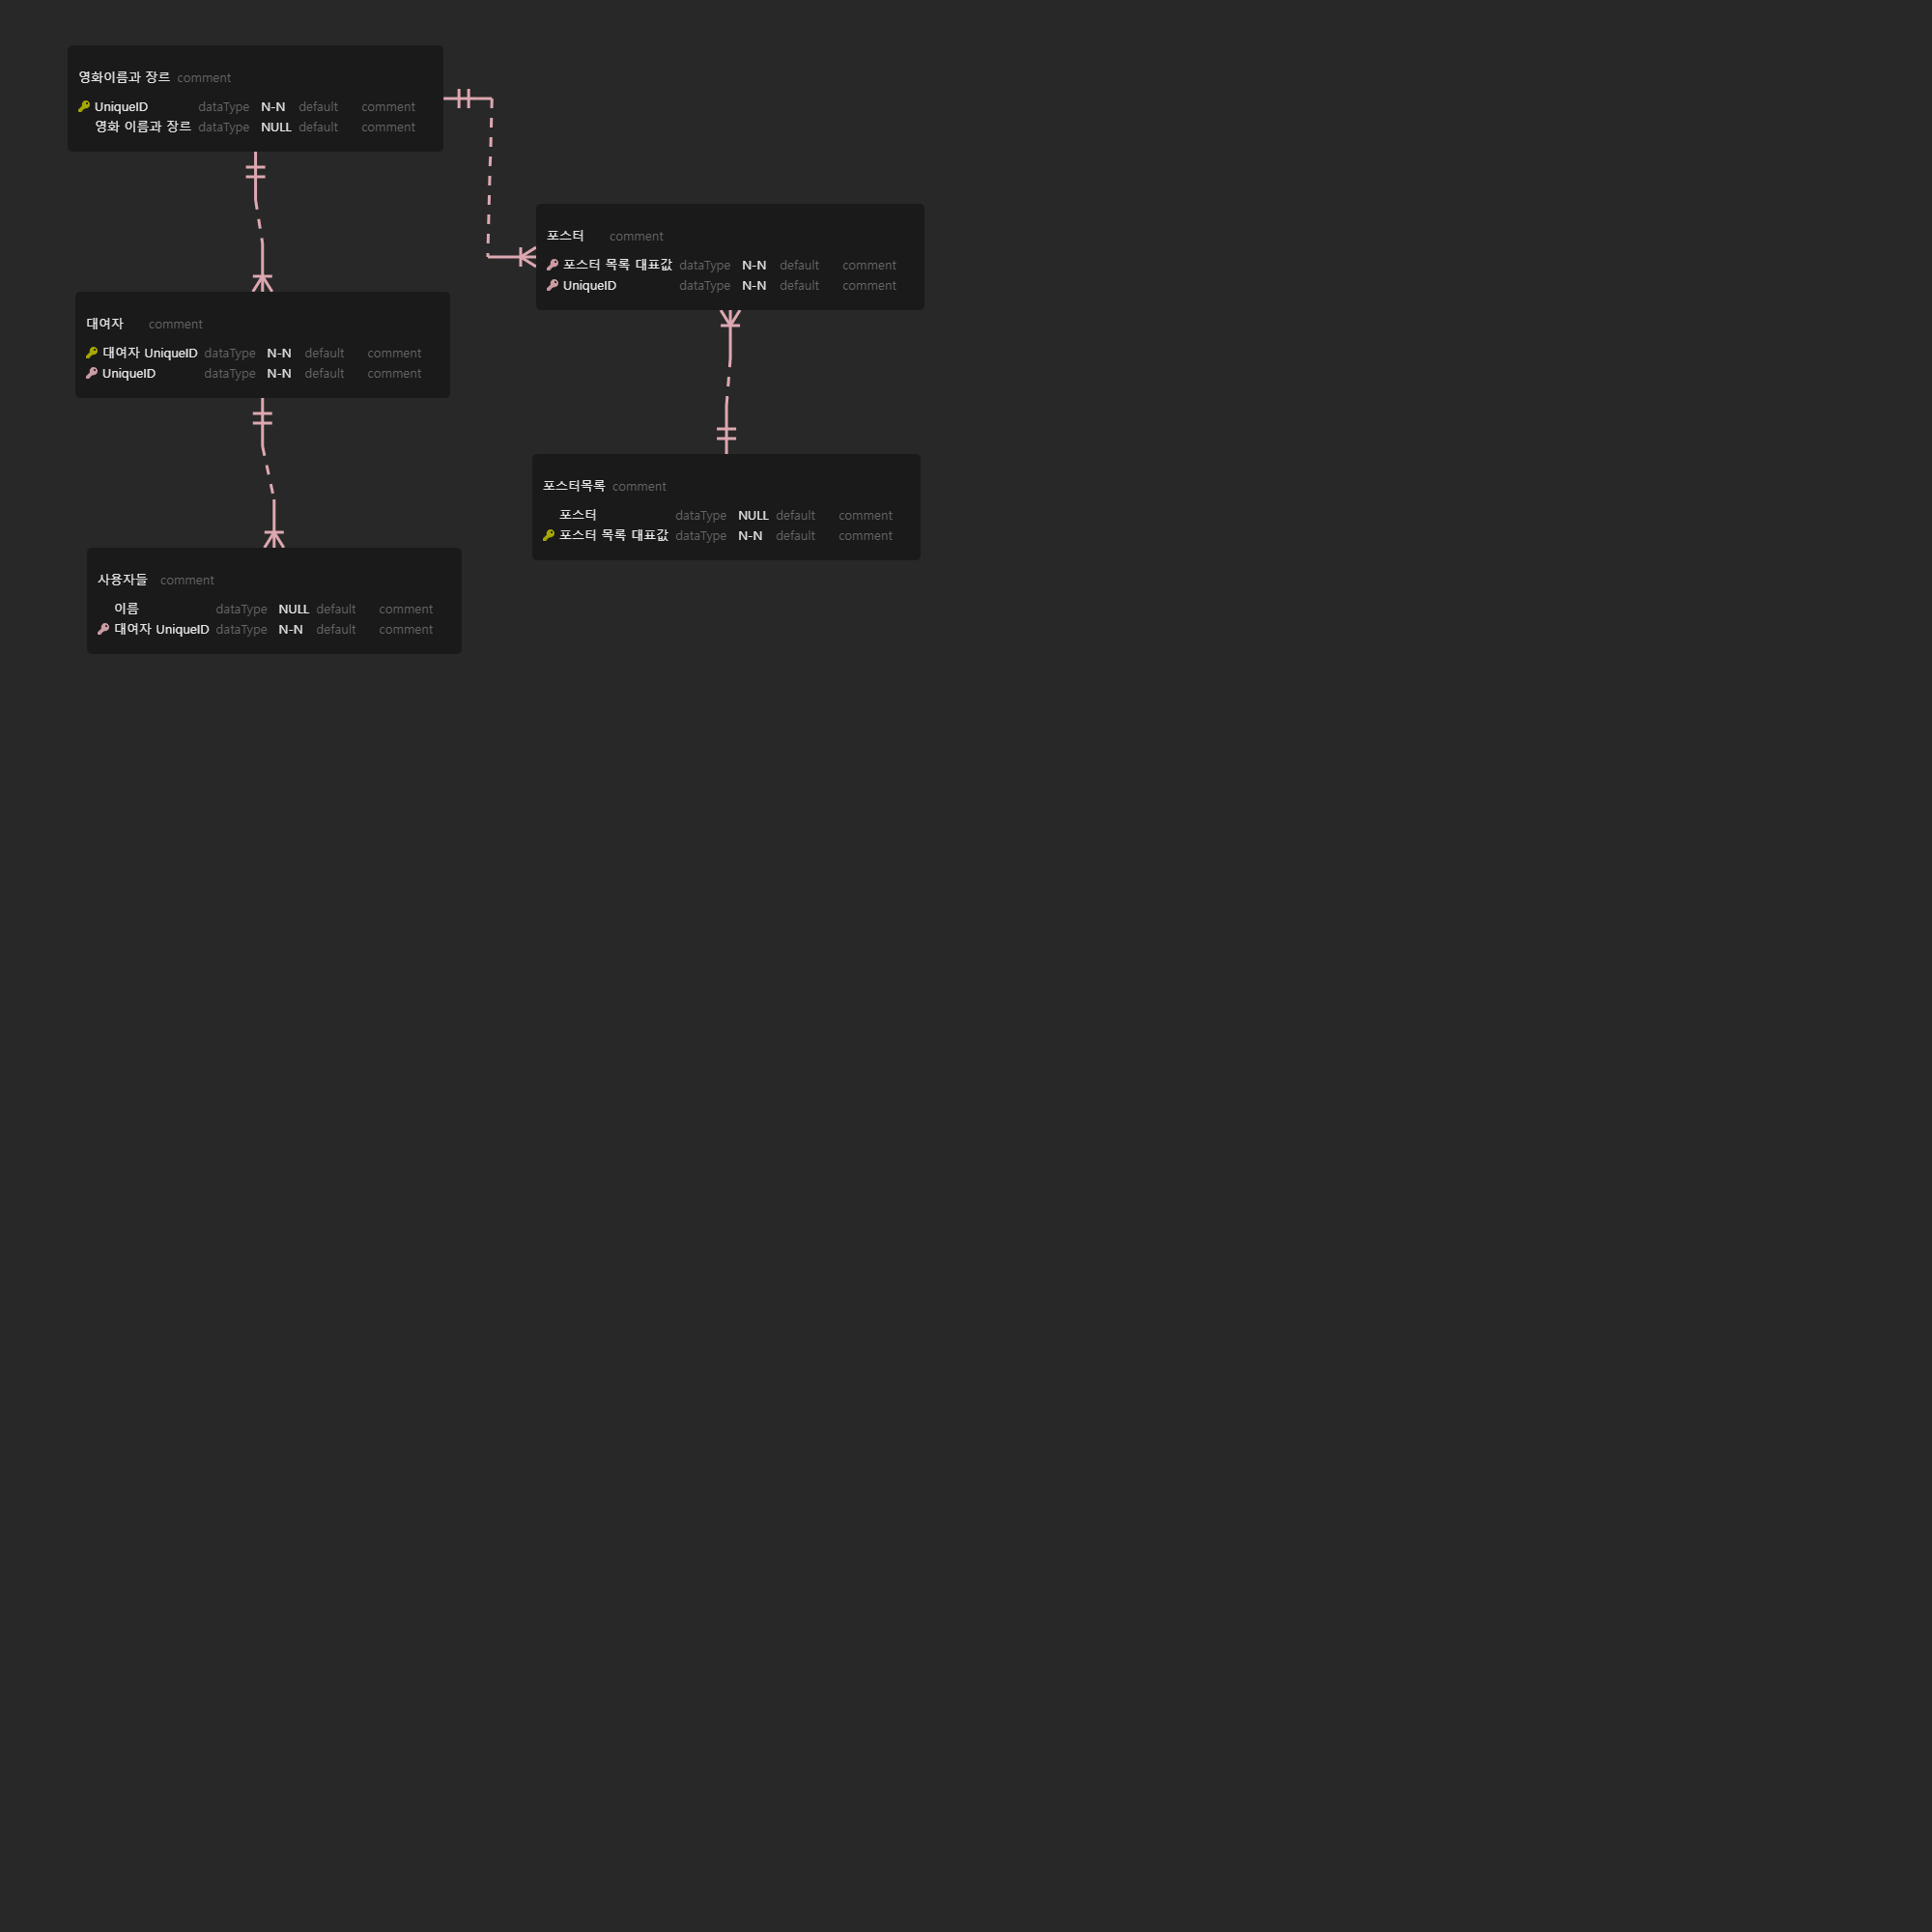 영화이름과 장르 comment
UniqueID dataType N-N default comment
영화 이름과 장르 dataType NULL default comment
포스터 comment
포스터 목록 대표값 dataType N-N default comment
UniqueID dataType N-N default comment
대여자 comment
대여자 UniqueID dataType N-N default comment
UniqueID dataType N-N default comment
포스터목록 comment
포스터 dataType NULL default comment
포스터 목록 대표값 dataType N-N default comment
사용자들 comment
이름 dataType NULL default comment
대여자 UniqueID dataType N-N default comment